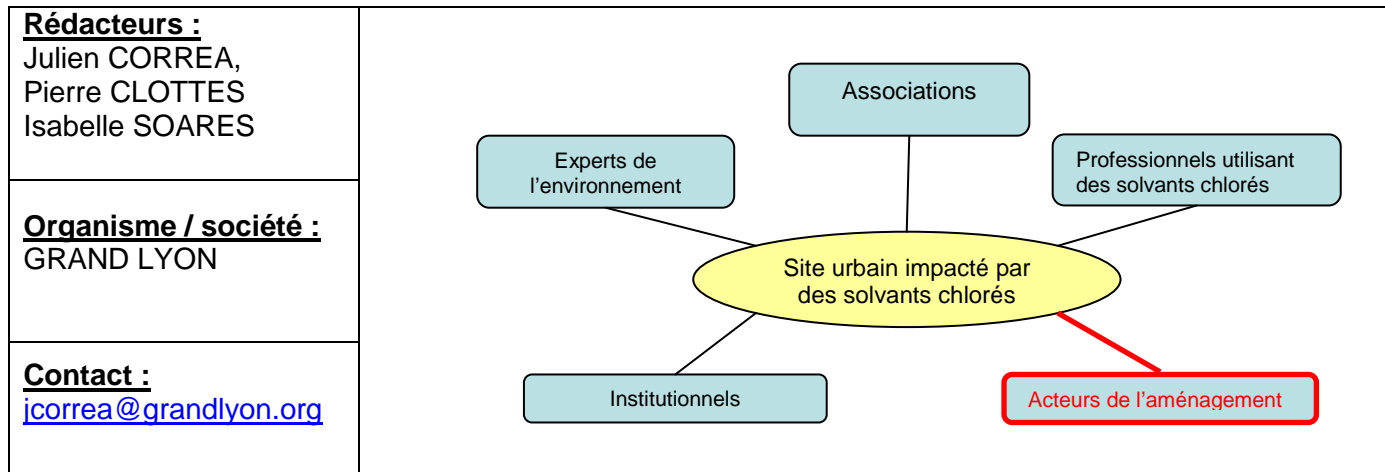 Rédacteurs :
Julien CORREA,
Pierre CLOTTES
Isabelle SOARES
Organisme / société :
GRAND LYON
Contact :
jcorrea@grandlyon.org
Associations
Experts de
l’environnement
Professionnels utilisant
des solvants chlorés
Site urbain impacté par
des solvants chlorés
Institutionnels
Acteurs de l’aménagement